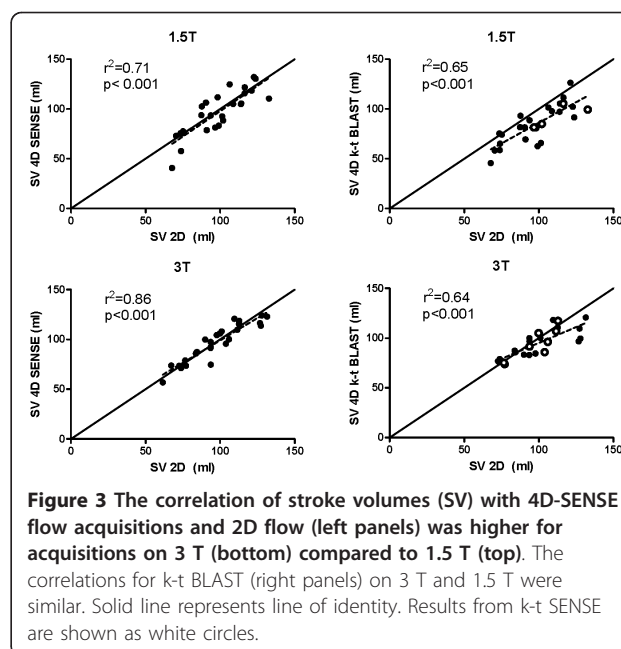 1.5T
r²=0.71
p< 0.001
SV 4D SENSE (ml)
150
100
50
0
0 50 100 150
SV 2D (ml)
1.5T
r²=0.65
p<0.001
SV 4D k-t BLAST (ml)
150
100
50
0
0 50 100 150
SV 2D (ml)
3T
r²=0.86
p<0.001
SV 4D SENSE (ml)
150
100
50
0
0 50 100 150
SV 2D (ml)
3T
r²=0.64
p<0.001
SV 4D k-t BLAST (ml)
150
100
50
0
0 50 100 150
SV 2D (ml)
Figure 3 The correlation of stroke volumes (SV) with 4D-SENSE
flow acquisitions and 2D flow (left panels) was higher for
acquisitions on 3 T (bottom) compared to 1.5 T (top). The
correlations for k-t BLAST (right panels) on 3 T and 1.5 T were
similar. Solid line represents line of identity. Results from k-t SENSE
are shown as white circles.